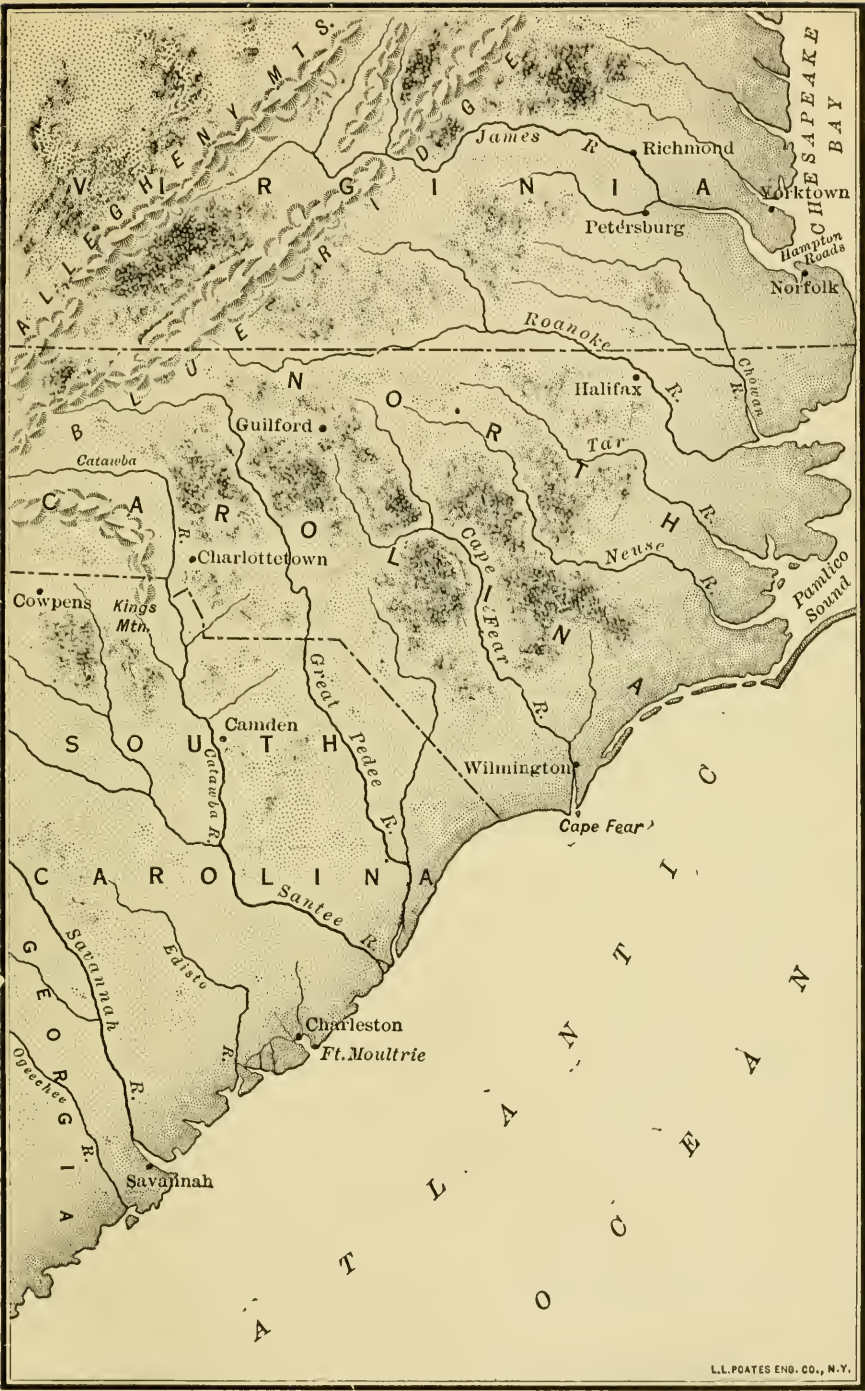 ALLEGHENY MTS.
BLUE RIDGE
CHESAPEAKE
BAY
James R
Richmond
VIRGINIA
Yorktown
Petersburg
Hampton
Roads
Norfolk
Roanoke R.
Chowan R.
Halifax
NORTH
Guilford
Tar R.
Catawba R.
CAROLINA
Cape Fear R.
Neuse R.
Pamlico
Sound
Charlottetown
Cowpens
Kings
Mtn.
Great Pedee R.
Camden
SOUTH
Catawba R.
Wilmington
Cape Fear
CAROLINA
Santee R.
Savannah R.
Edisto R.
GEORGIA
Ogeechee R.
Charleston
Ft. Moultrie
Savannah
ATLANTIC
OCEAN
L.L.POATES ENG. CO., N.Y.